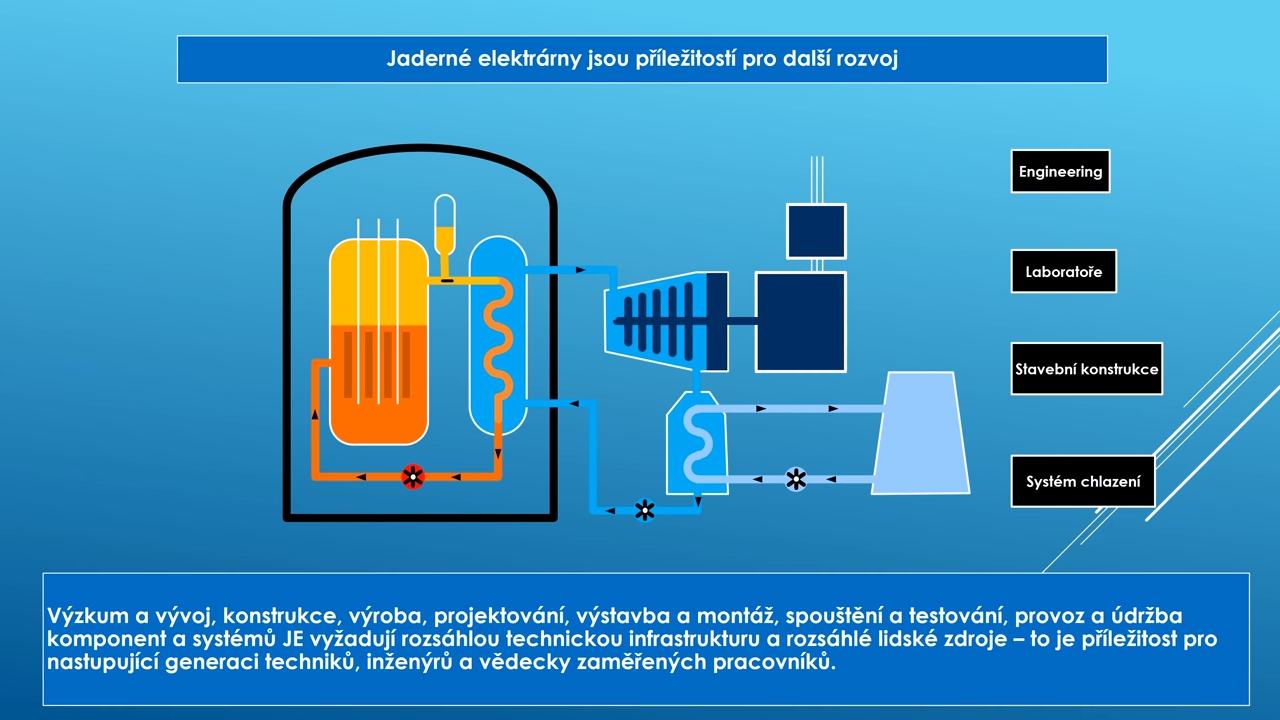 Jaderné elektrárny jsou příležitostí pro další rozvoj
Engineering
Laboratoře
Stavební konstrukce
Systém chlazení
Výzkum a vývoj, konstrukce, výroba, projektování, výstavba a montáž, spouštění a testování, provoz a údržba
komponent a systémů JE vyžadují rozsáhlou technickou infrastrukturu a rozsáhlé lidské zdroje – to je příležitost pro
nastupující generaci techniků, inženýrů a vědecky zaměřených pracovníků.